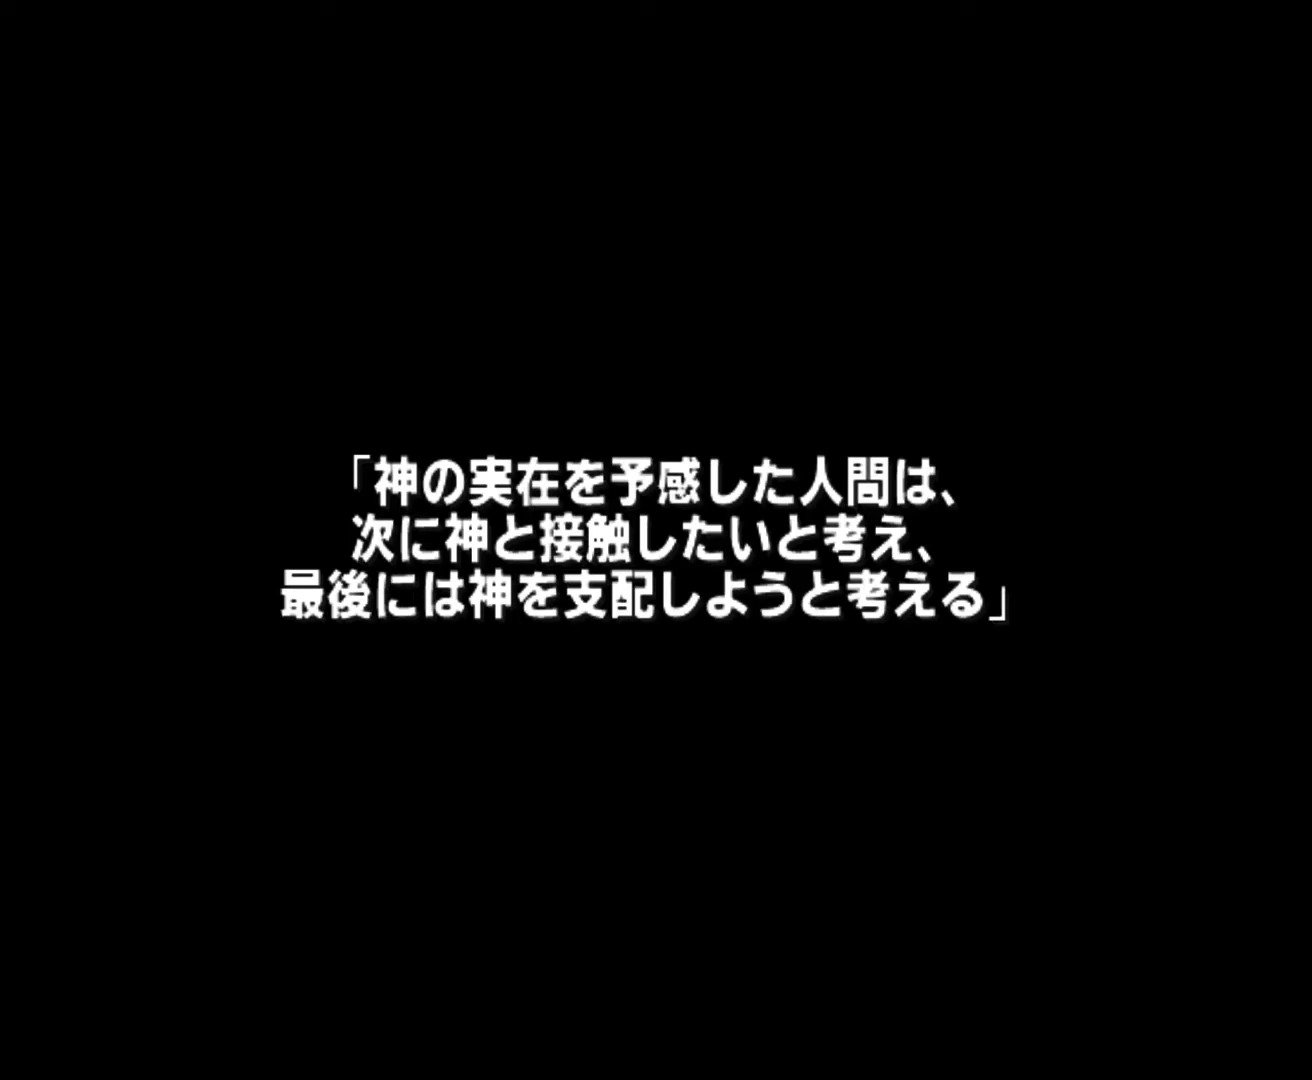 「神の実在を予感した人間は、
次に神と接触したいと考え、
最後には神を支配しようと考える」